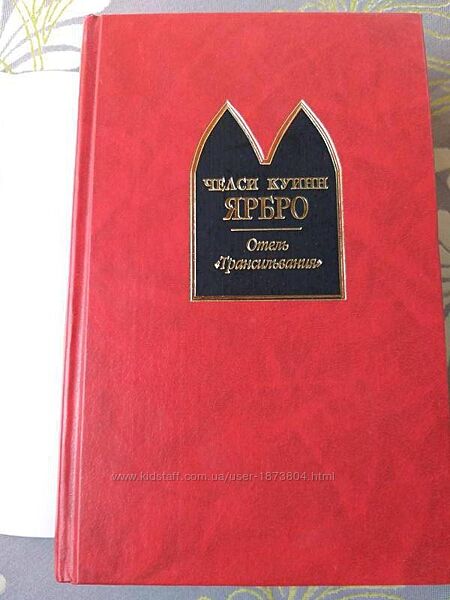 ЧЕЛСИ КУИНН
ЯРБРО
Отель
«Трансильвания»
www.kidstaff.com.ua/user-1873804.html